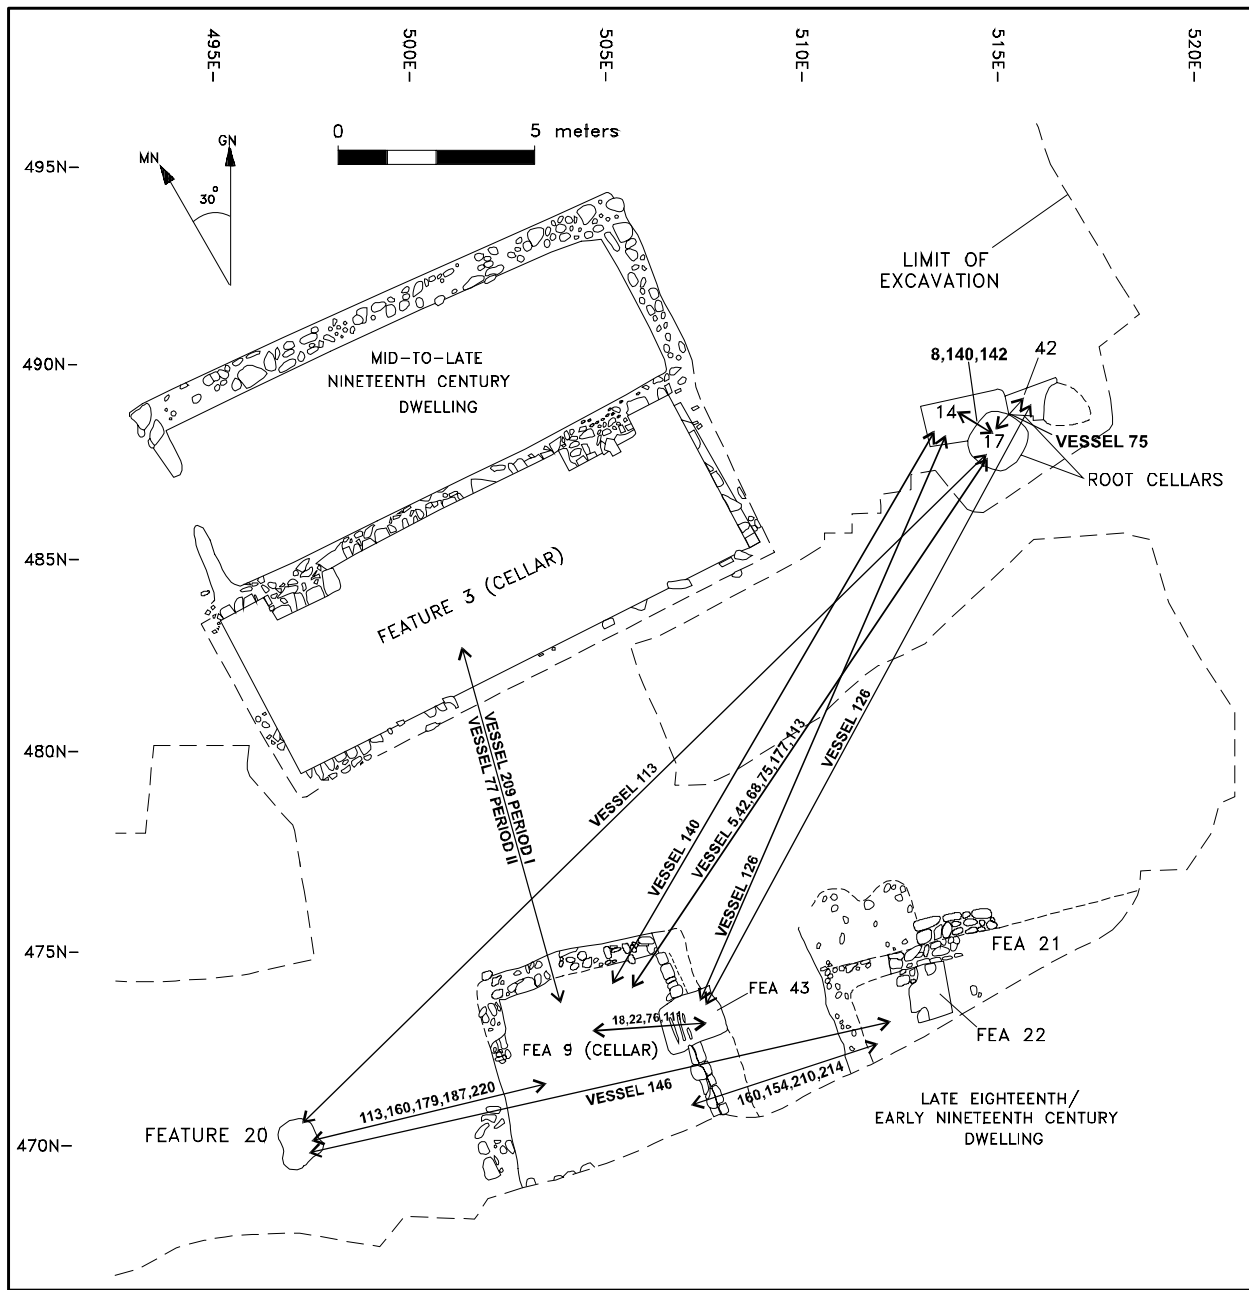 495E-
500E-
505E-
510E-
515E-
520E-
495N-
490N-
485N-
480N-
475N-
470N-
MN
GN
30°
0
5 meters
LIMIT OF
EXCAVATION
MID-TO-LATE
NINETEENTH CENTURY
DWELLING
8,140,142
42
14
17
VESSEL 75
ROOT CELLARS
FEATURE 3 (CELLAR)
VESSEL 209 PERIOD I
VESSEL 77 PERIOD II
VESSEL 113
VESSEL 140
VESSEL 5,42,68,75,177,113
VESSEL 126
VESSEL 126
FEA 21
FEA 43
FEA 22
18,22,76,111
FEA 9 (CELLAR)
VESSEL 146
113,160,179,187,220
160,154,210,214
FEATURE 20
LATE EIGHTEENTH/
EARLY NINETEENTH CENTURY
DWELLING